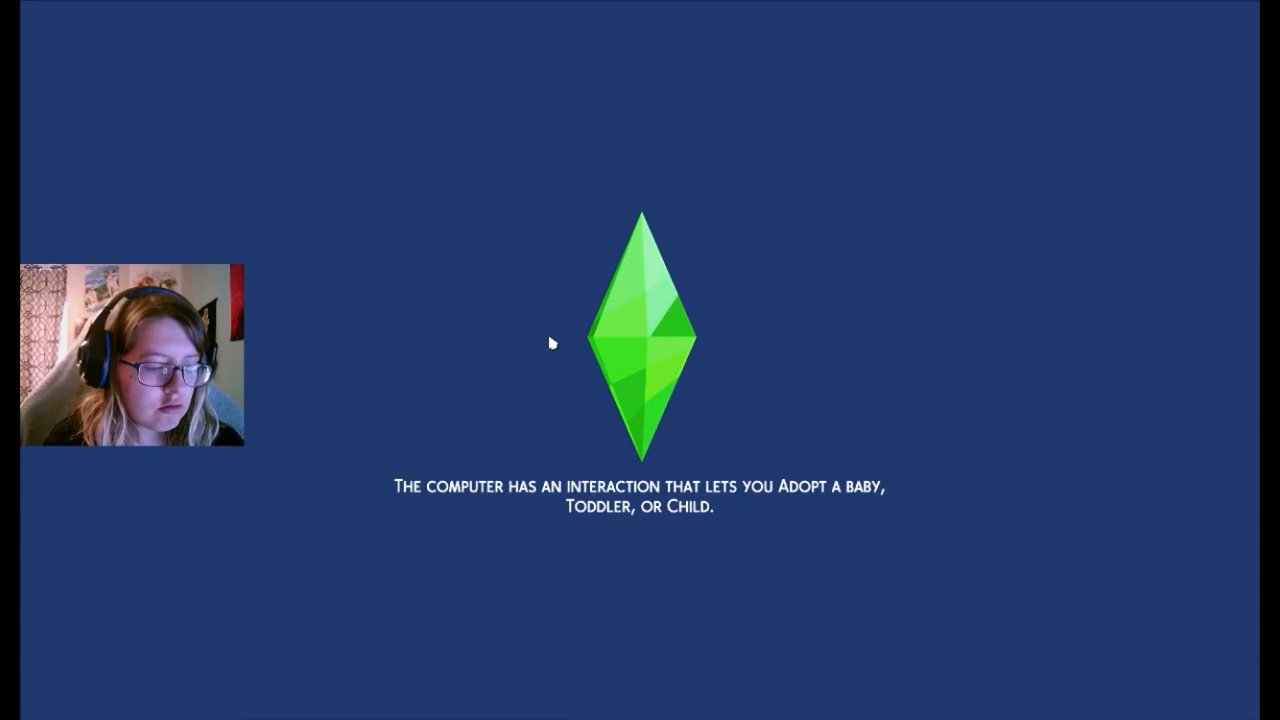 The computer has an interaction that lets you Adopt a baby,
Toddler, or Child.